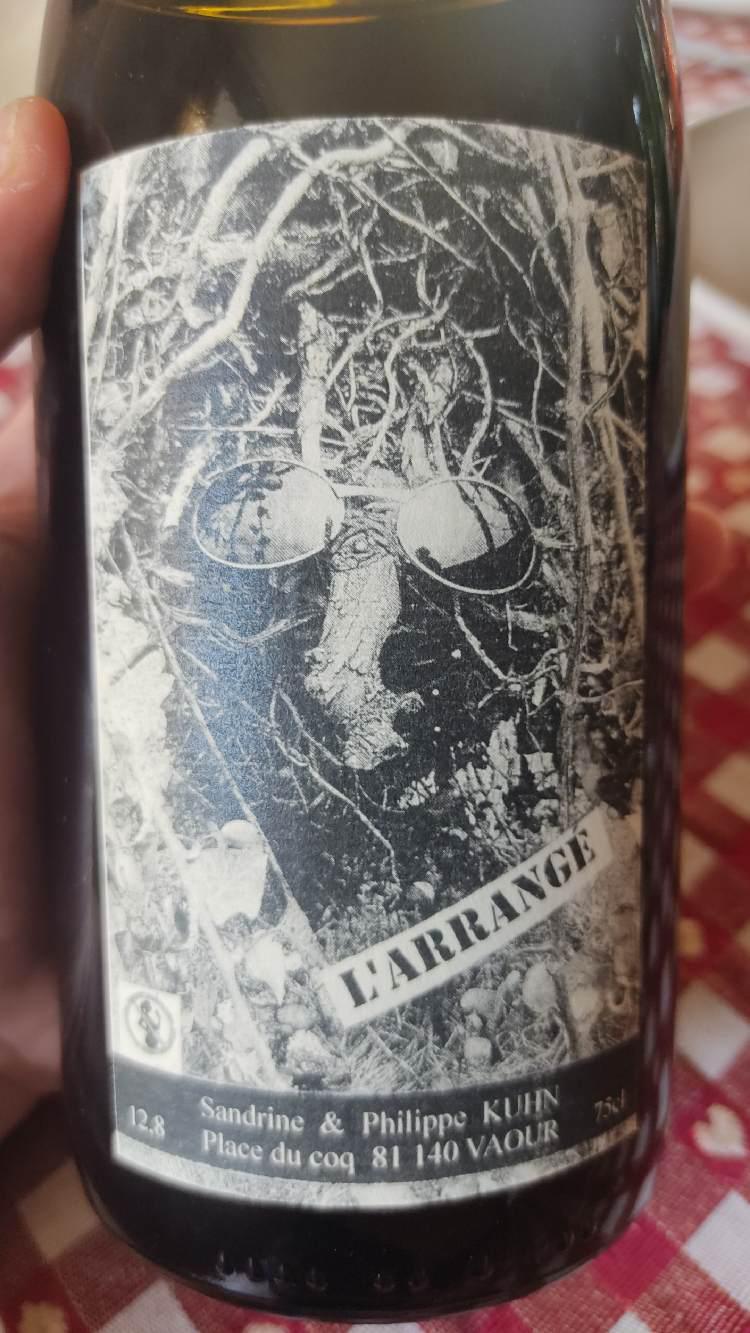 L'ARRANGE
Sandrine & Philippe KUHN
12,8
75cl
Place du coq 81 140 VAOUR